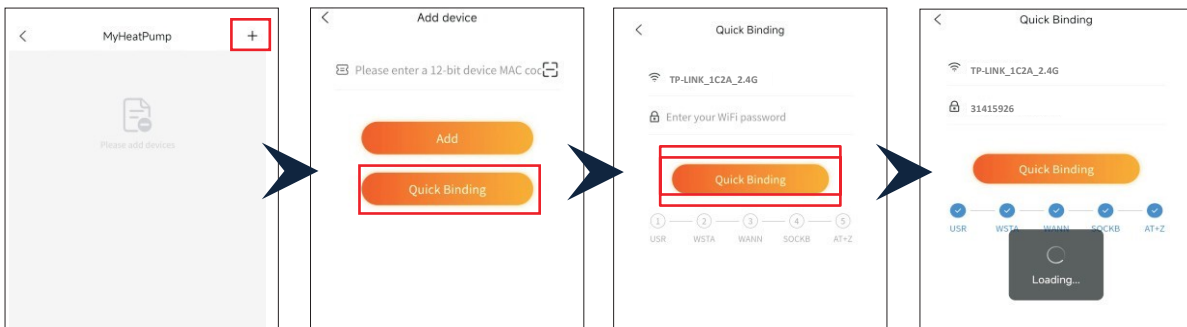 MyHeatPump
+
Please add devices
Add device
Please enter a 12-bit device MAC coc
Add
Quick Binding
Quick Binding
TP-LINK_1C2A_2.4G
Enter your WiFi password
Quick Binding
1 2 3 4 5
USR WSTA WANN SOCKB AT+Z
Quick Binding
TP-LINK_1C2A_2.4G
31415926
Quick Binding
USR WSTA WANN SOCKB AT+Z
Loading...